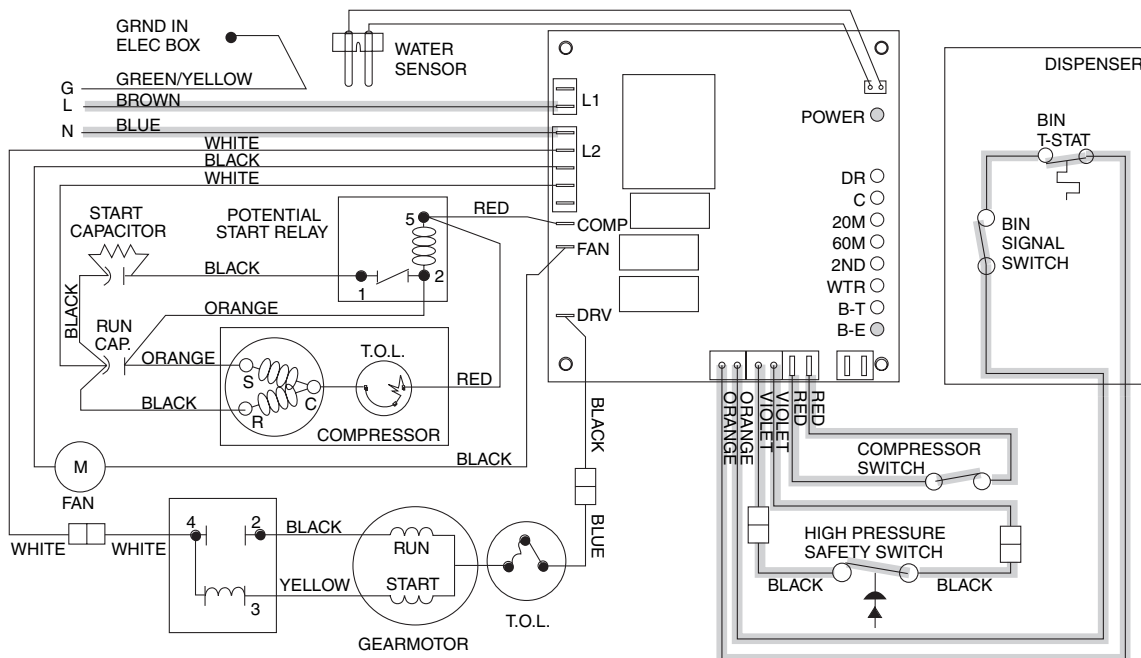 GRND IN
ELEC BOX
WATER
SENSOR
DISPENSER
G
GREEN/YELLOW
L
BROWN
L1
POWER
BIN
T-STAT
N
BLUE
WHITE
L2
BLACK
WHITE
DR
C
20M
60M
2ND
WTR
B-T
B-E
BIN
SIGNAL
SWITCH
START
CAPACITOR
POTENTIAL
START RELAY
5
RED
COMP
FAN
BLACK
1
2
ORANGE
BLACK
RUN
CAP.
DRV
ORANGE
S
T.O.L.
C
RED
BLACK
R
COMPRESSOR
ORANGE
ORANGE
VIOLET
VIOLET
RED
RED
BLACK
COMPRESSOR
SWITCH
M
FAN
BLACK
4
2
BLACK
RUN
WHITE
WHITE
BLUE
HIGH PRESSURE
SAFETY SWITCH
BLACK
BLACK
3
YELLOW
START
T.O.L.
GEARMOTOR